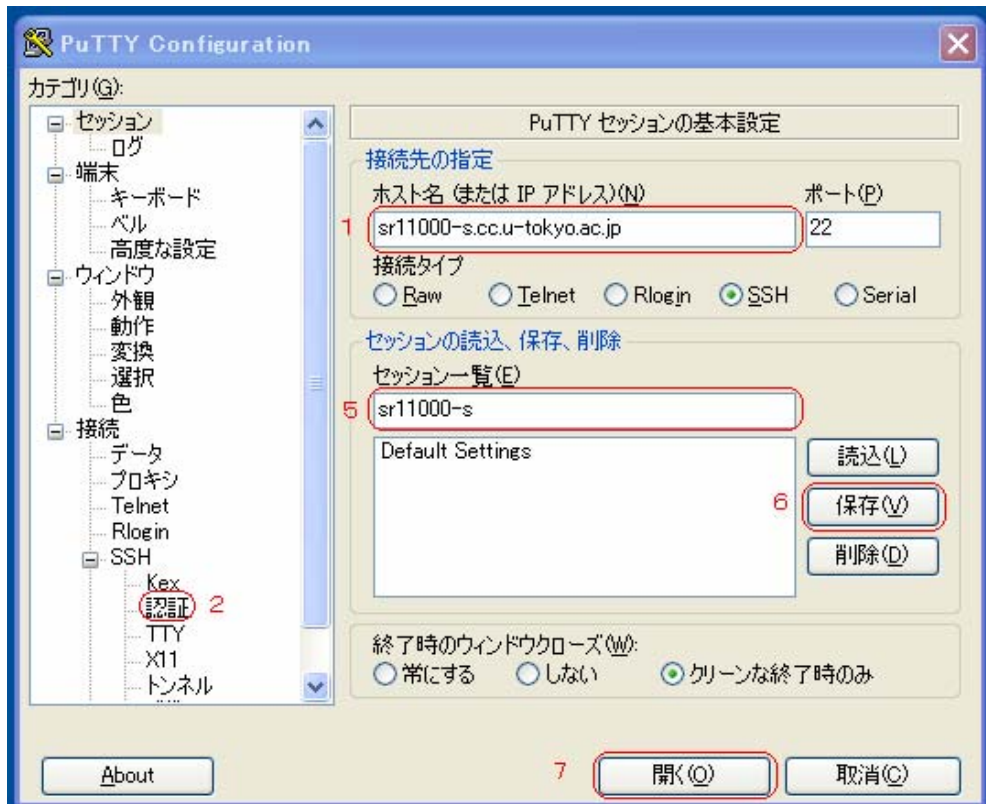 PuTTY Configuration
カテゴリ(G):
セッション
ログ
端末
キーボード
ベル
高度な設定
ウィンドウ
外観
動作
変換
選択
色
接続
データ
プロキシ
Telnet
Rlogin
SSH
Kex
認証 2
TTY
X11
トンネル
PuTTY セッションの基本設定
接続先の指定
ホスト名 (または IP アドレス)(N) ポート(P)
1 sr11000-s.cc.u-tokyo.ac.jp 22
接続タイプ
Raw Telnet Rlogin SSH Serial
セッションの読込、保存、削除
セッション一覧(E)
5 sr11000-s
Default Settings
読込(L)
6 保存(V)
削除(D)
終了時のウィンドウクローズ(W):
常にする しない クリーンな終了時のみ
About 7 開く(O) 取消(C)